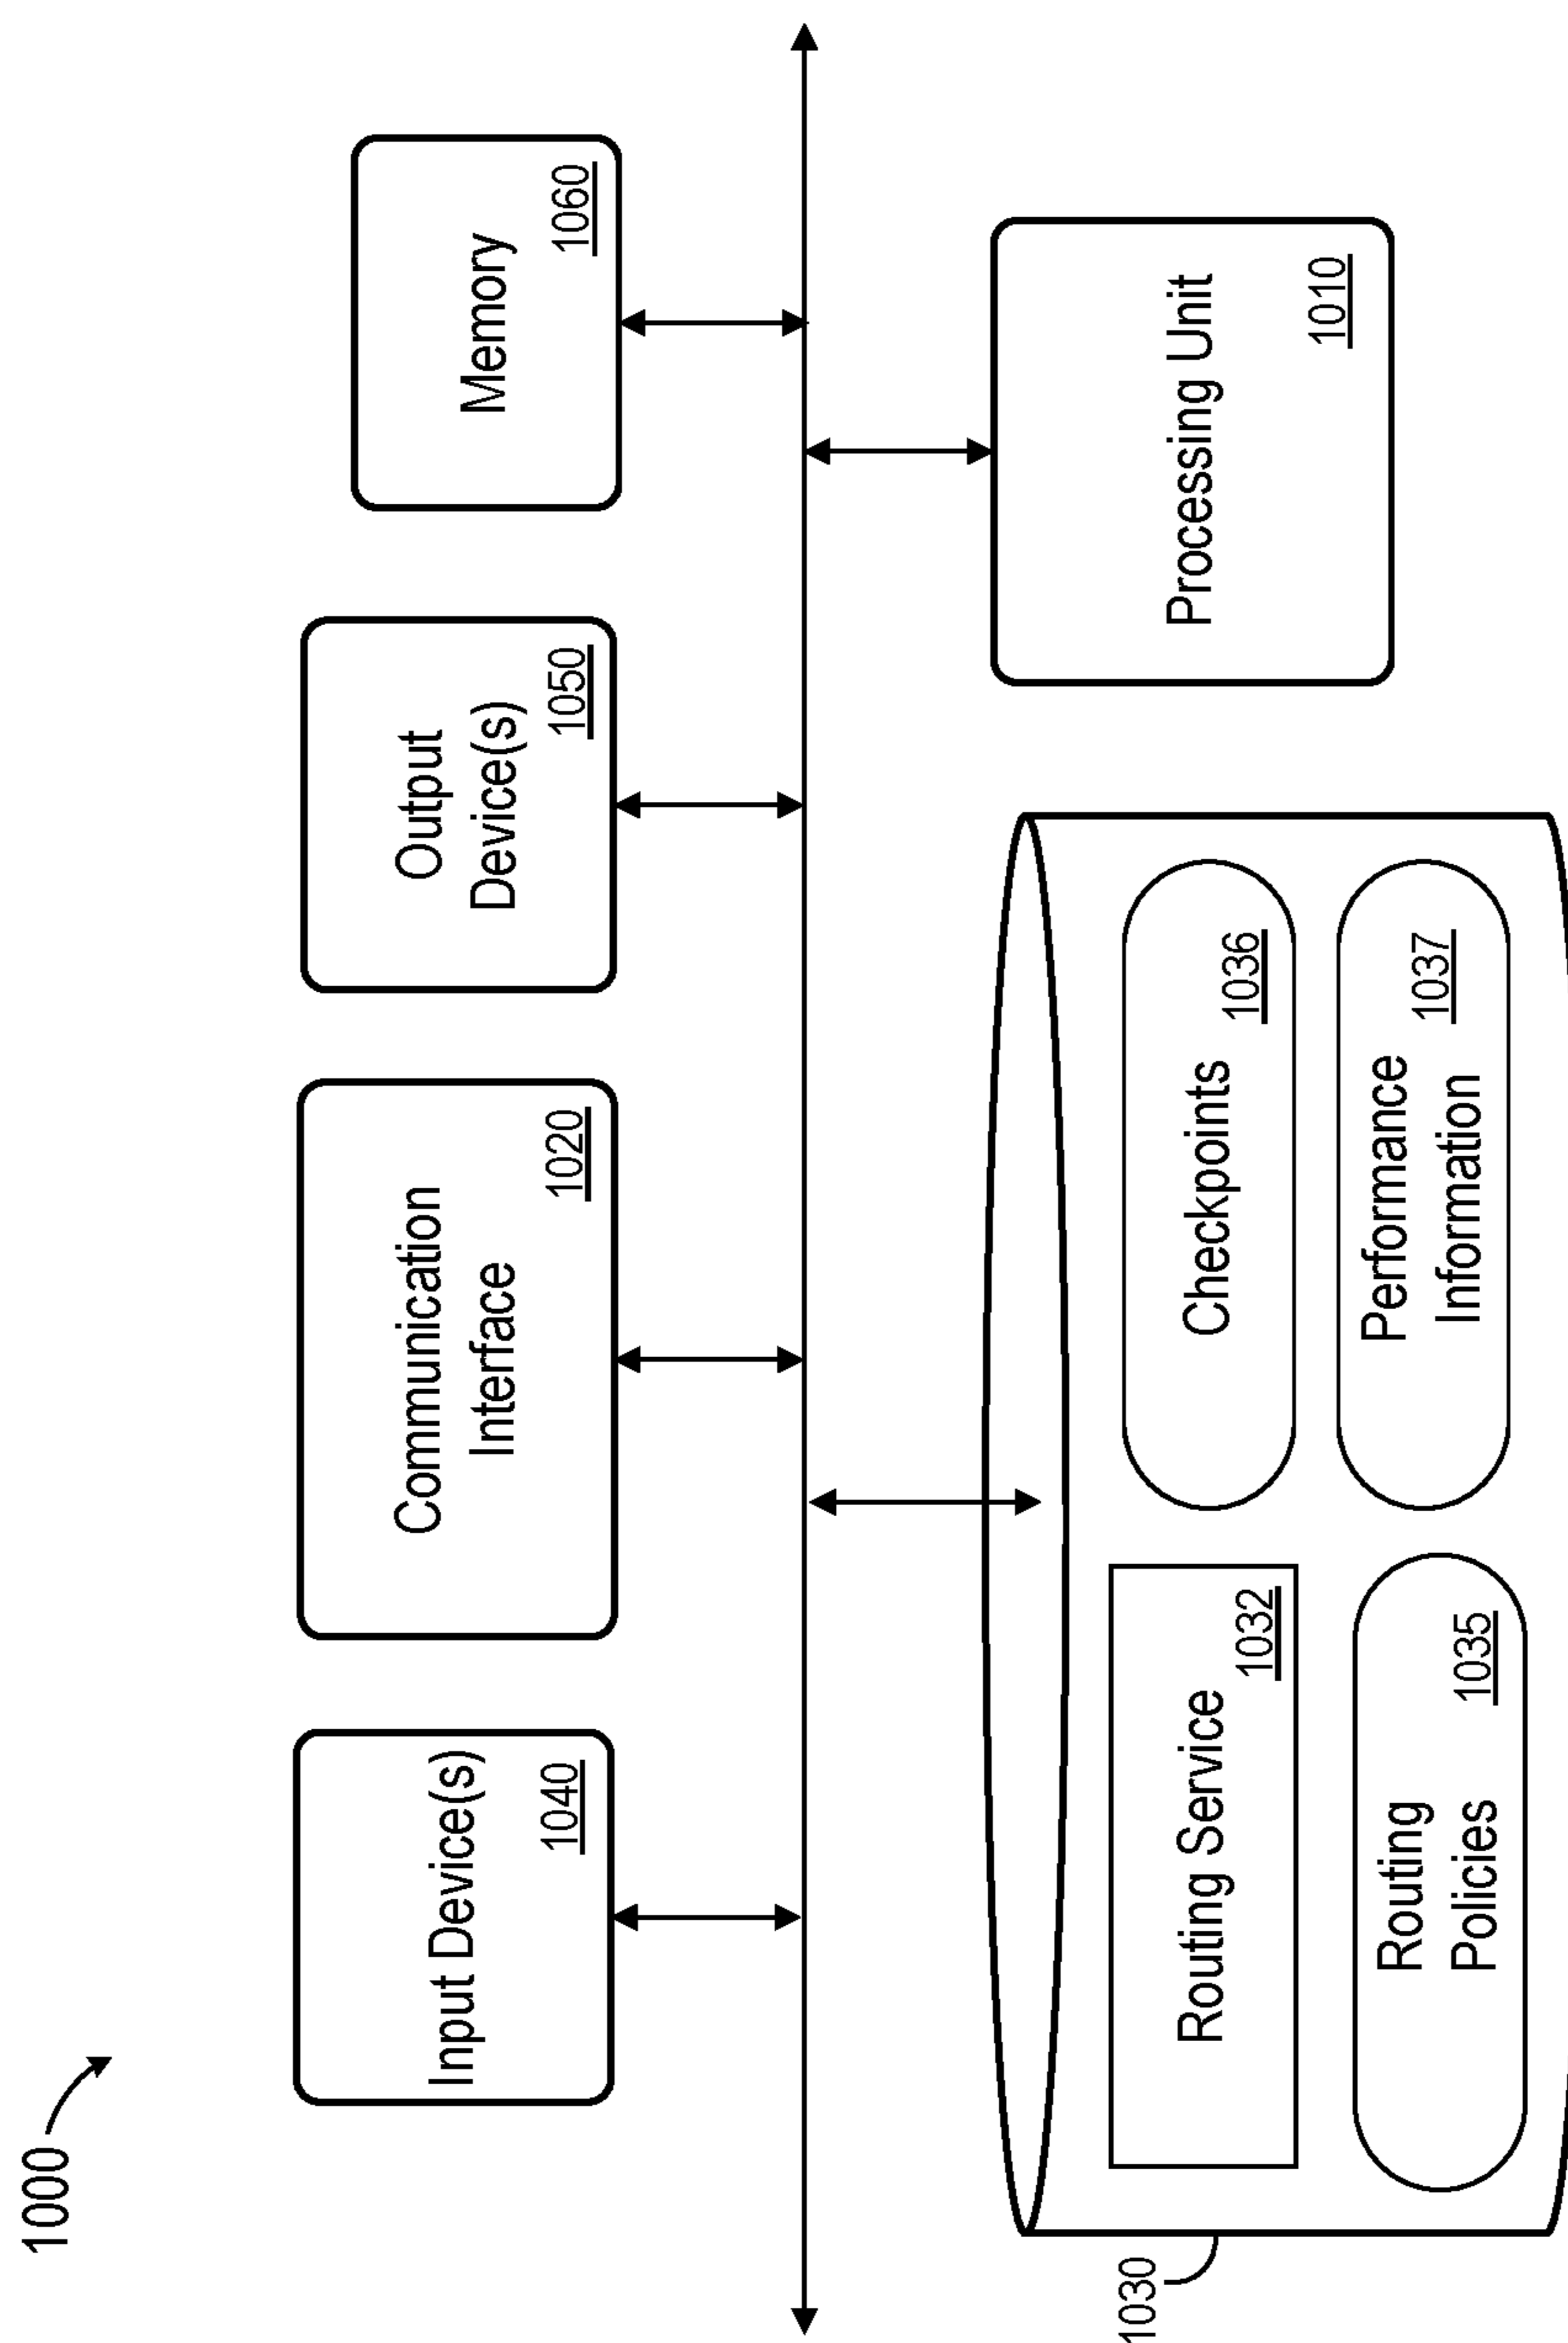 1000
Input Device(s)
1040
Communication
Interface
1020
Output
Device(s)
1050
Memory
1060
1030
Routing Service
1032
Checkpoints
1036
Routing
Policies
1035
Performance
Information
1037
Processing Unit
1010